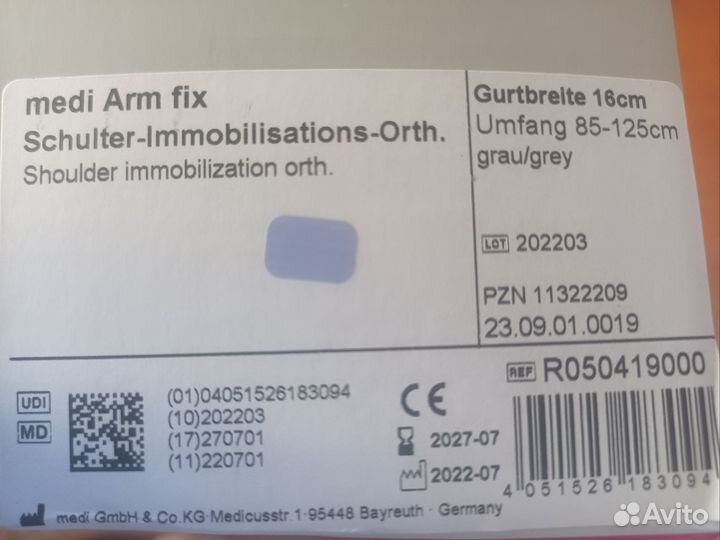 medi Arm fix
Schulter-Immobilisations-Orth.
Shoulder immobilization orth.
Gurtbreite 16cm
Umfang 85-125cm
grau/grey
LOT 202203
PZN 11322209
23.09.01.0019
REF R050419000
UDI
MD
(01)04051526183094
(10)202203
(17)270701
(11)220701
CE
2027-07
2022-07
4 051526 183094
medi GmbH & Co.KG·Medicusstr.1·95448 Bayreuth · Germany
Avito